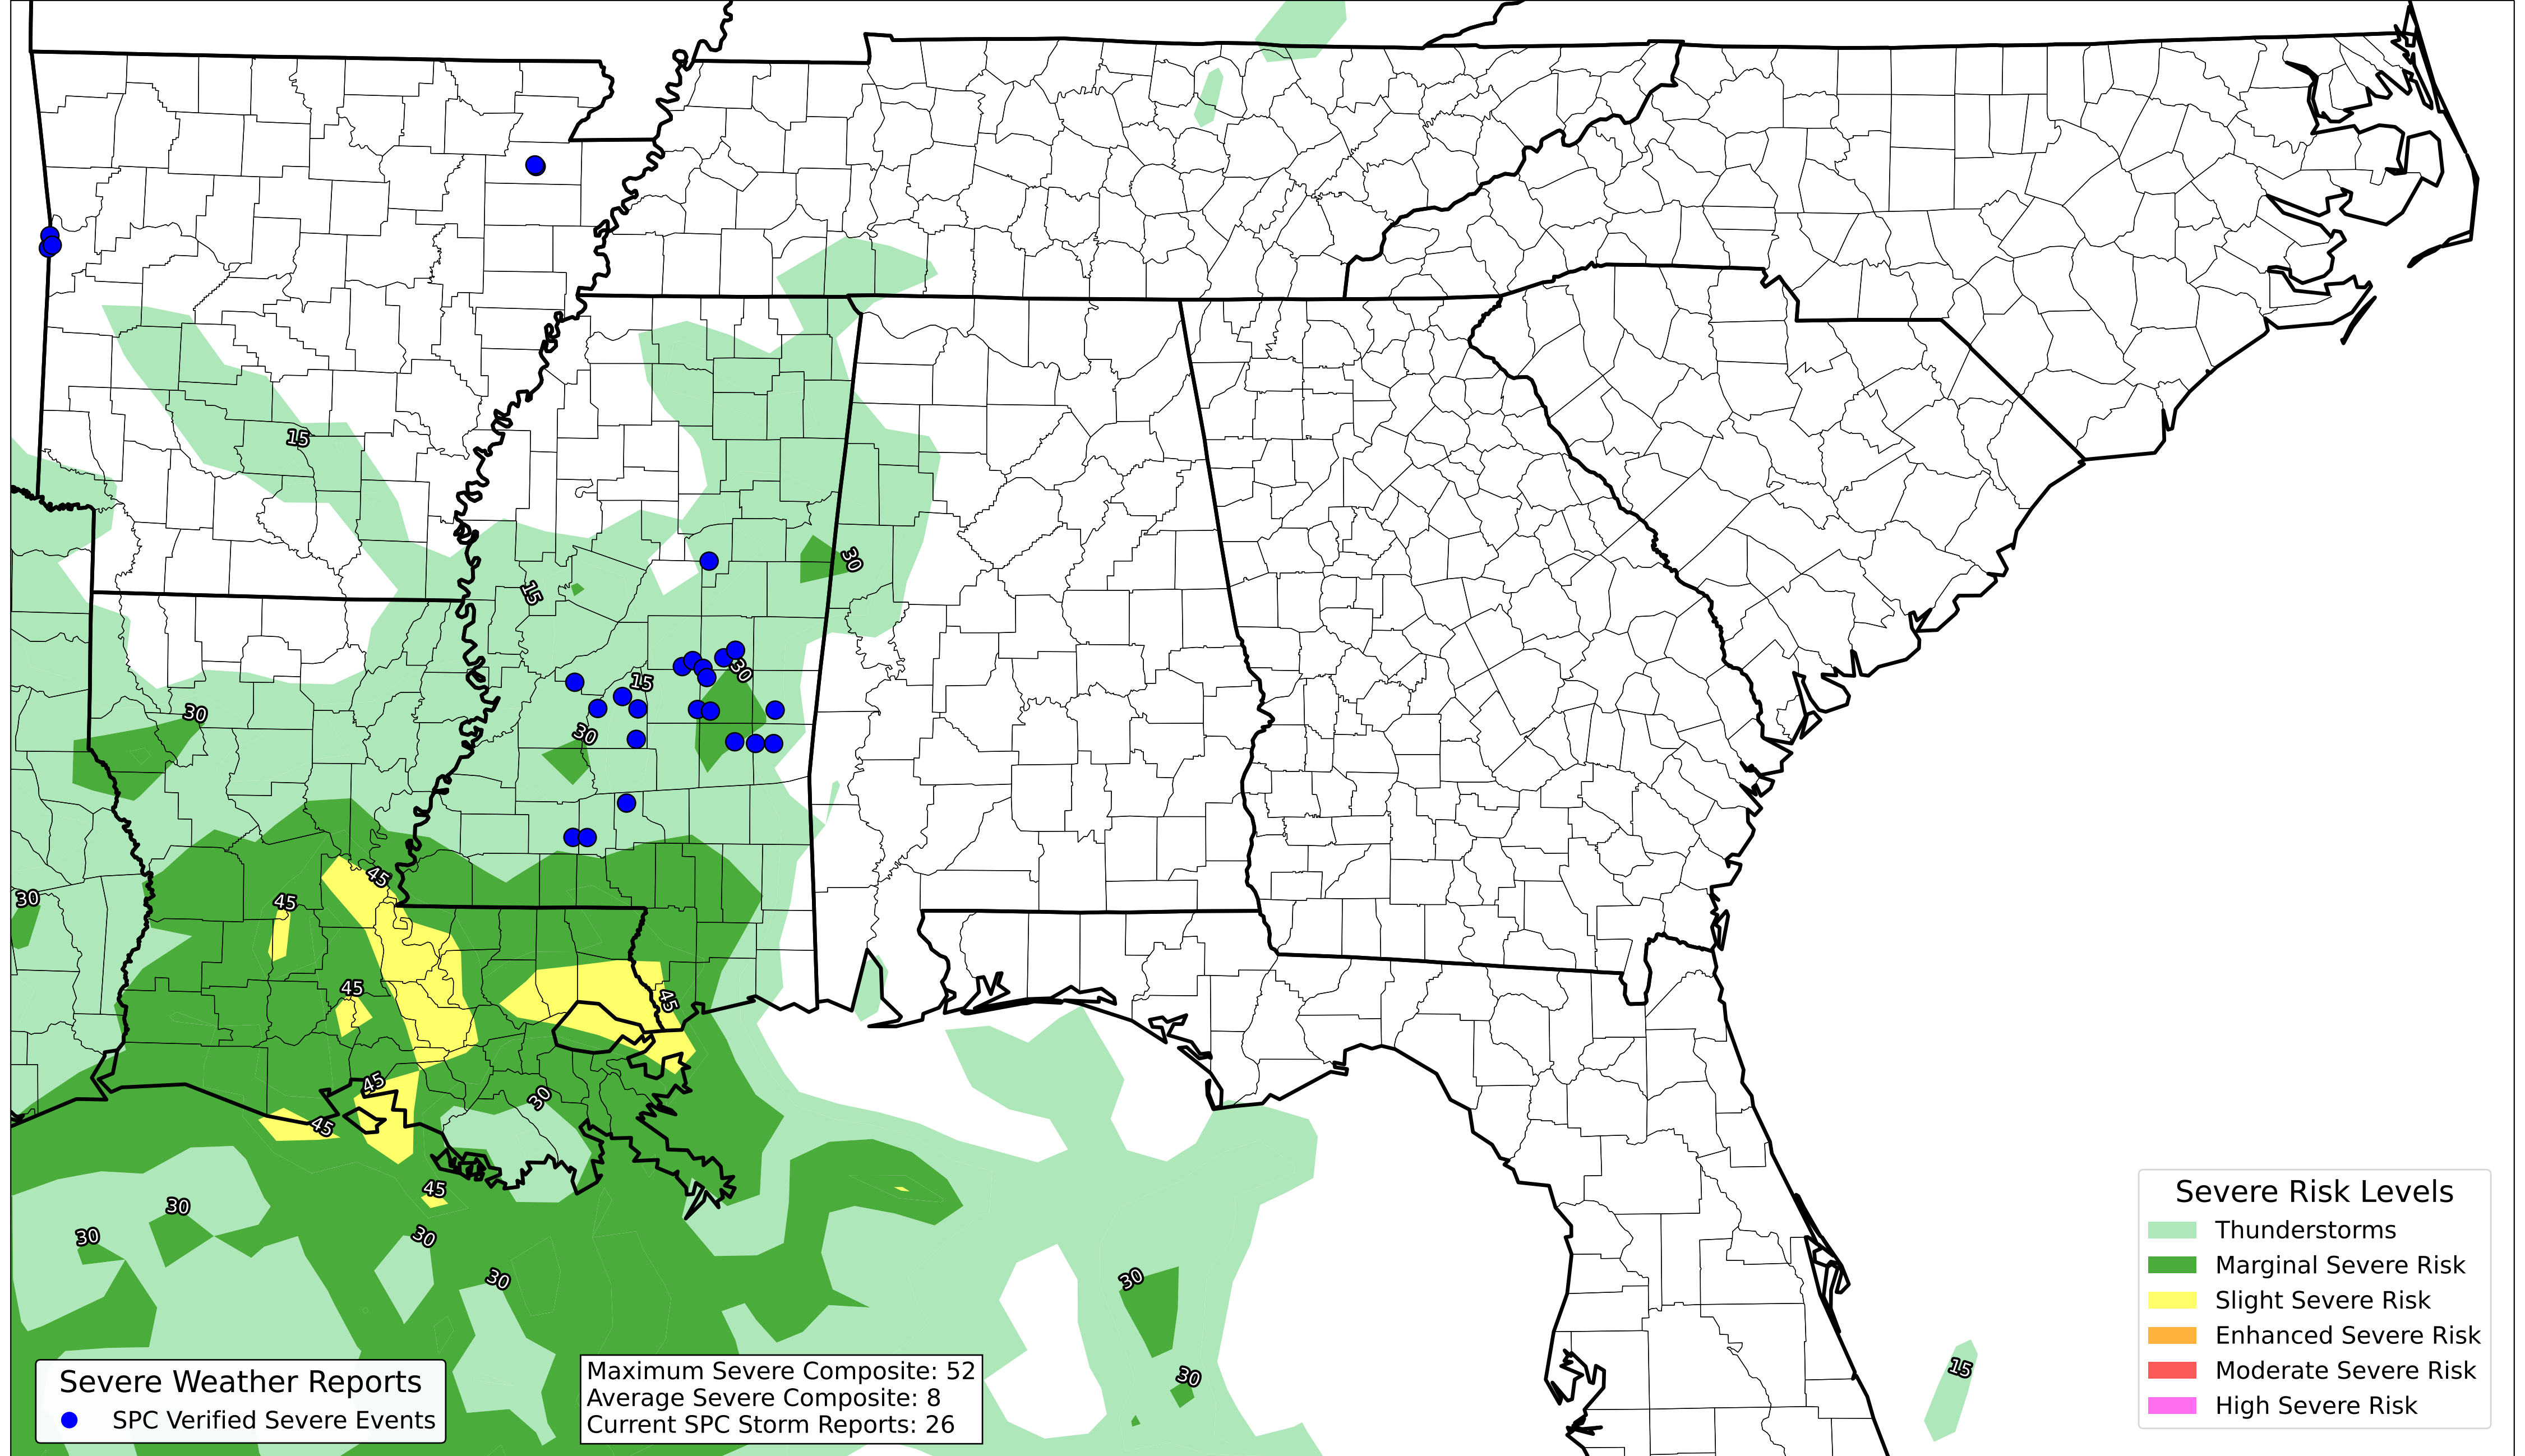 15
30
15
30
15
30
30
30
45
45
45
45
45
45
30
45
30
30
30
30
30
30
15
Severe Risk Levels
Thunderstorms
Marginal Severe Risk
Slight Severe Risk
Enhanced Severe Risk
Moderate Severe Risk
High Severe Risk
Severe Weather Reports
SPC Verified Severe Events
Maximum Severe Composite: 52
Average Severe Composite: 8
Current SPC Storm Reports: 26